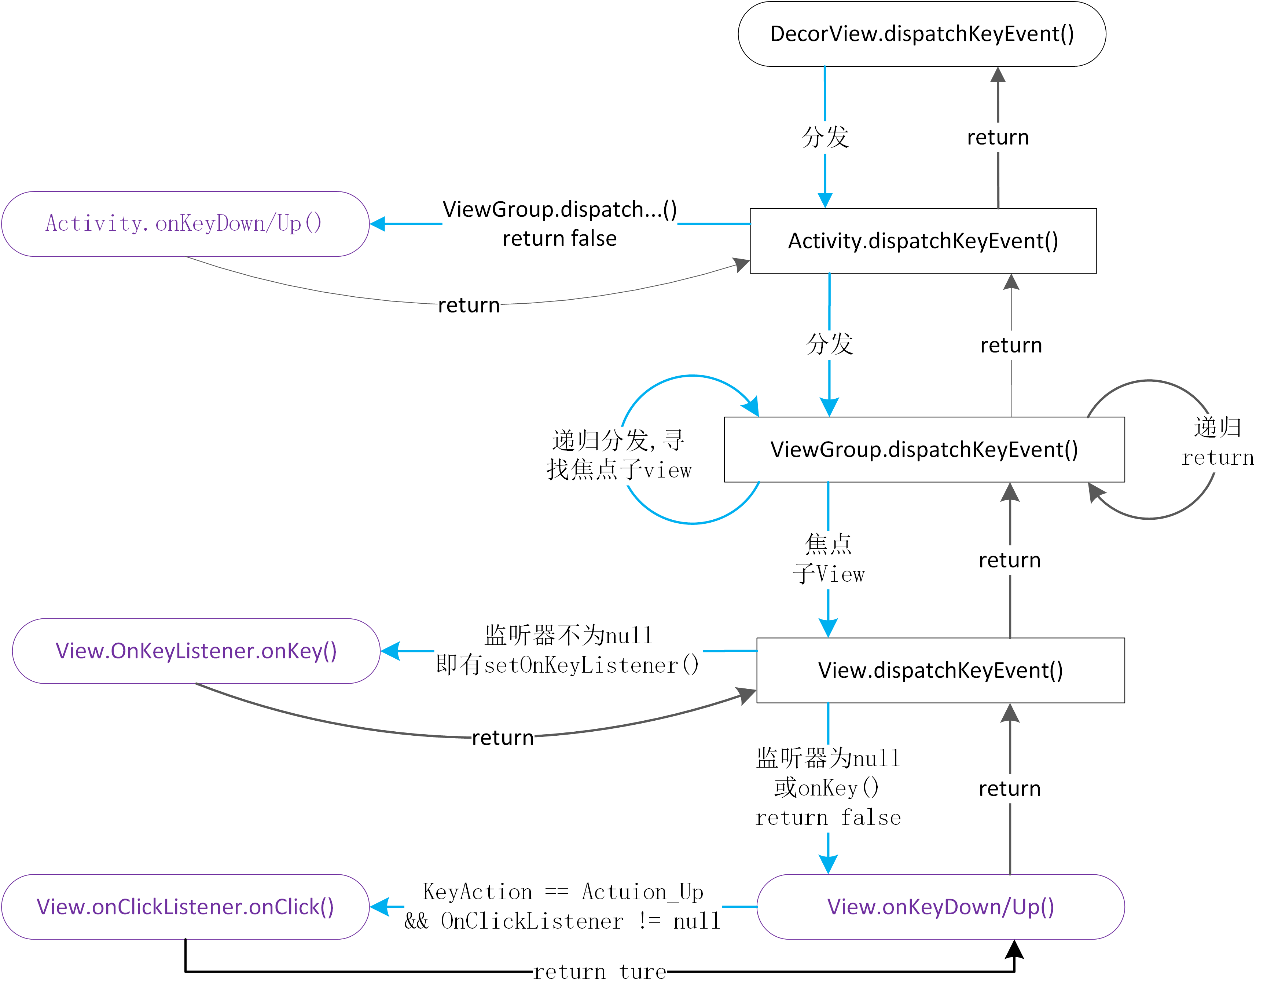 DecorView.dispatchKeyEvent()
分发
return
Activity.onKeyDown/Up()
ViewGroup.dispatch...()
return false
Activity.dispatchKeyEvent()
return
分发
return
递归分发,寻
找焦点子view
ViewGroup.dispatchKeyEvent()
递归
return
焦点
子View
return
View.OnKeyListener.onKey()
监听器不为null
即有setOnKeyListener()
View.dispatchKeyEvent()
return
监听器为null
或onKey()
return false
return
View.onClickListener.onClick()
KeyAction == Actuion_Up
&& OnClickListener != null
View.onKeyDown/Up()
return ture